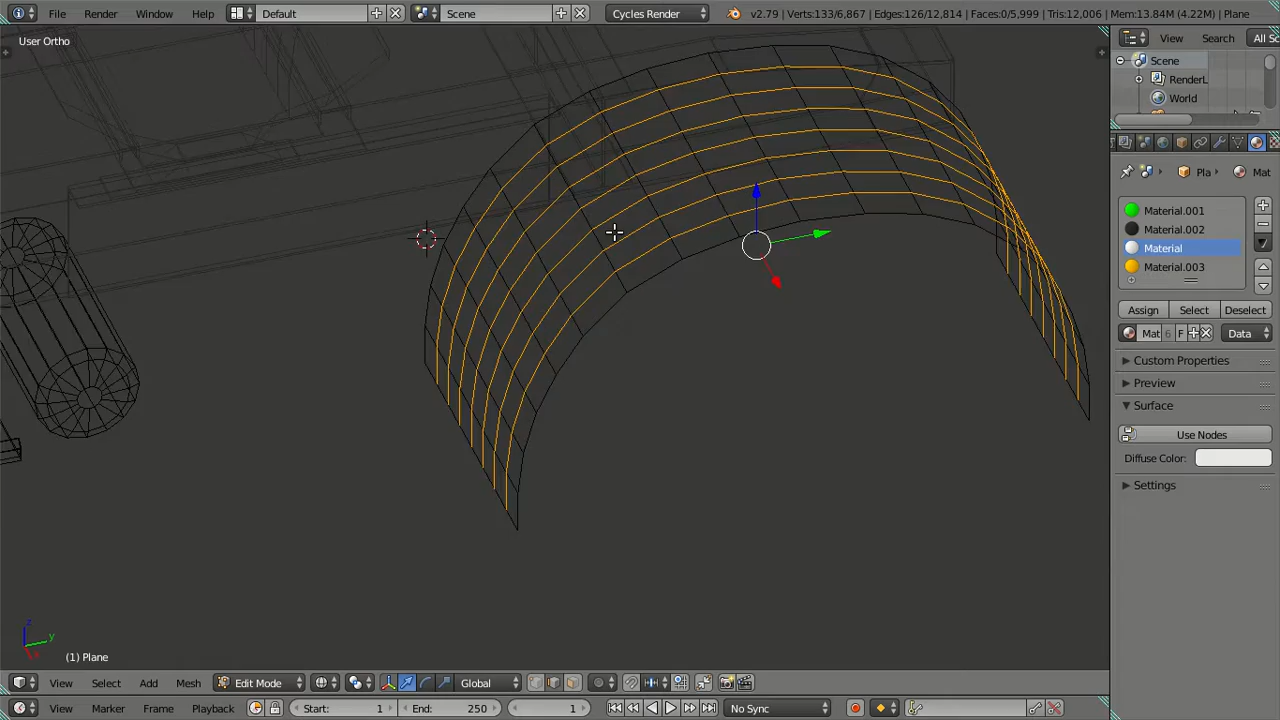 File Render Window Help Default Scene Cycles Render v2.79 | Verts:133/6,867 | Edges:126/12,814 | Faces:0/5,999 | Tris:12,006 | Mem:13.84M (4.22M) | Plane
User Ortho
View Search All Sc
Scene
RenderL
World
Pla Mat
Material.001
Material.002
Material
Material.003
Assign Select Deselect
Mat 6 F Data
Custom Properties
Preview
Surface
Use Nodes
Diffuse Color:
Settings
z
y
x
(1) Plane
View Select Add Mesh Edit Mode Global
View Marker Frame Playback Start: 1 End: 250 1 No Sync